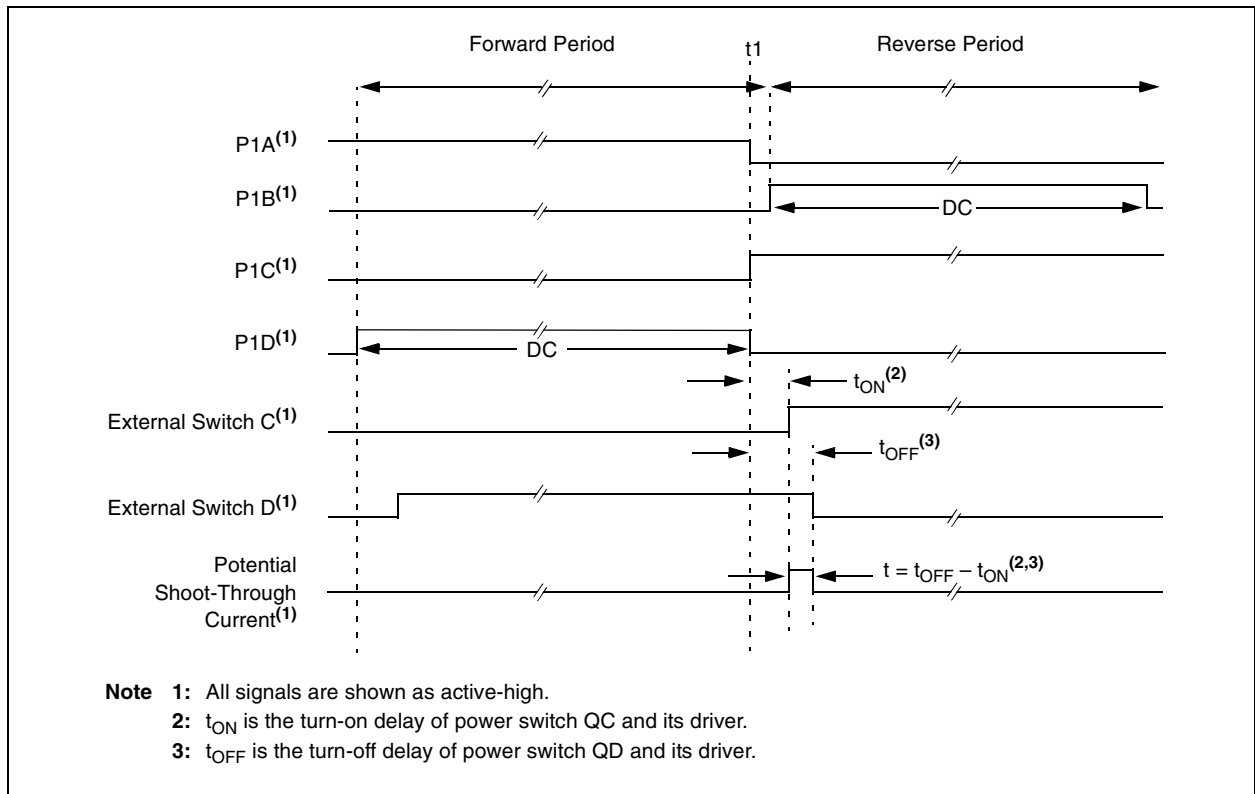 Forward Period
t1
Reverse Period
P1A(1)
P1B(1)
DC
P1C(1)
P1D(1)
DC
tON(2)
External Switch C(1)
tOFF(3)
External Switch D(1)
Potential
Shoot-Through
Current(1)
t = tOFF – tON(2,3)
Note 1: All signals are shown as active-high.
2: tON is the turn-on delay of power switch QC and its driver.
3: tOFF is the turn-off delay of power switch QD and its driver.